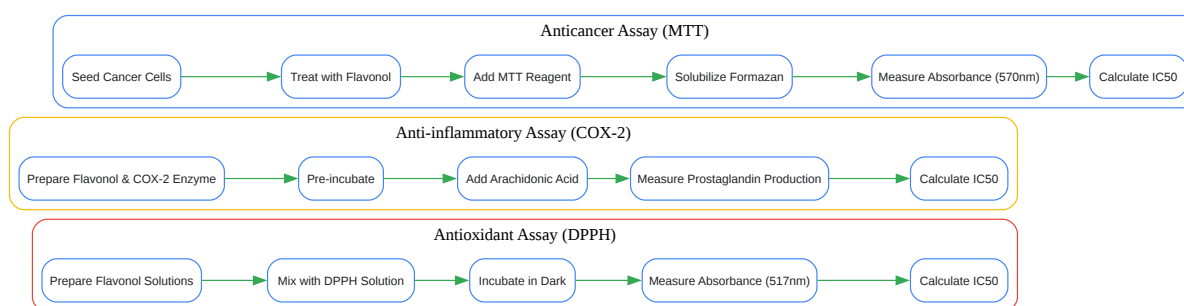 Anticancer Assay (MTT)
Seed Cancer Cells
Treat with Flavonol
Add MTT Reagent
Solubilize Formazan
Measure Absorbance (570nm)
Calculate IC50
Anti-inflammatory Assay (COX-2)
Prepare Flavonol & COX-2 Enzyme
Pre-incubate
Add Arachidonic Acid
Measure Prostaglandin Production
Calculate IC50
Antioxidant Assay (DPPH)
Prepare Flavonol Solutions
Mix with DPPH Solution
Incubate in Dark
Measure Absorbance (517nm)
Calculate IC50